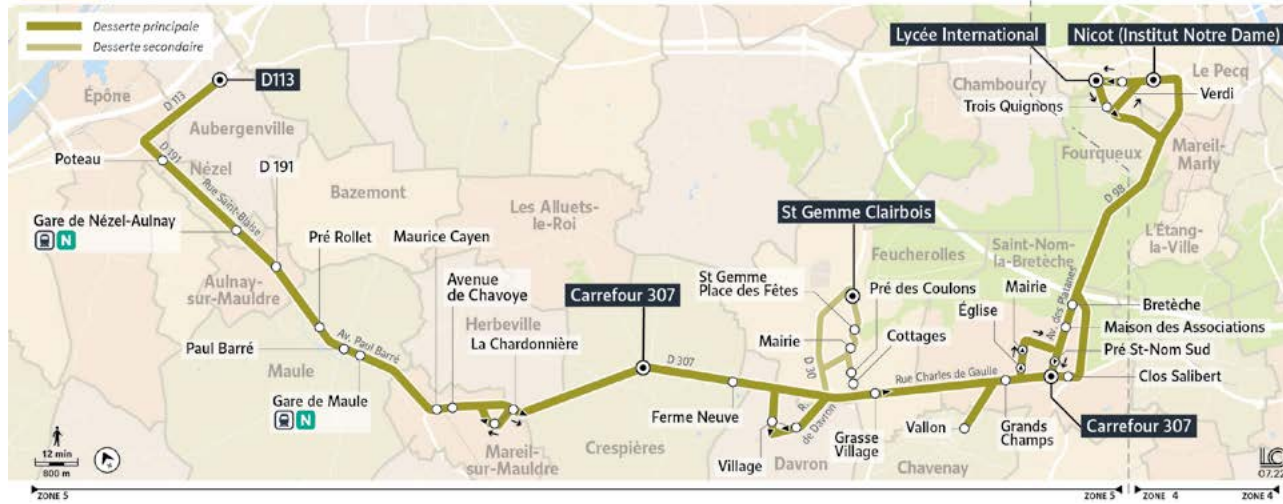 Desserte principale
Desserte secondaire
D113
Lycée International
Nicot (Institut Notre Dame)
Chambourcy
Le Pecq
Épône
D 113
Trois Quignons
Verdi
Aubergenville
Poteau
D 191
Nézel
D 191
Fourqueux
Mareil-
Marly
Bazemont
Rue Saint-Blaise
Les Alluets-
le-Roi
D 98
St Gemme Clairbois
Gare de Nézel-Aulnay
N
Pré Rollet
Maurice Cayen
L'Étang-
la-Ville
Feucherolles
Saint-Nom-
la-Bretèche
Aulnay-
sur-Mauldre
Avenue
de Chavoye
Carrefour 307
St Gemme
Place des Fêtes
Pré des Coulons
Mairie
Église
Av. des Platanes
Bretèche
Herbeville
La Chardonnière
Maison des Associations
Paul Barré
Av. Paul Barré
Mairie
Cottages
Pré St-Nom Sud
D 307
D 30
Maule
Rue Charles de Gaulle
Clos Salibert
Gare de Maule
N
Ferme Neuve
R.
de Davron
Vallon
Grands
Champs
Carrefour 307
Crespières
Grasse
Village
Mareil-
sur-Mauldre
Village
Davron
Chavenay
12 min
800 m
LC
07.22
ZONE 5
ZONE 5
ZONE 4
ZONE 4